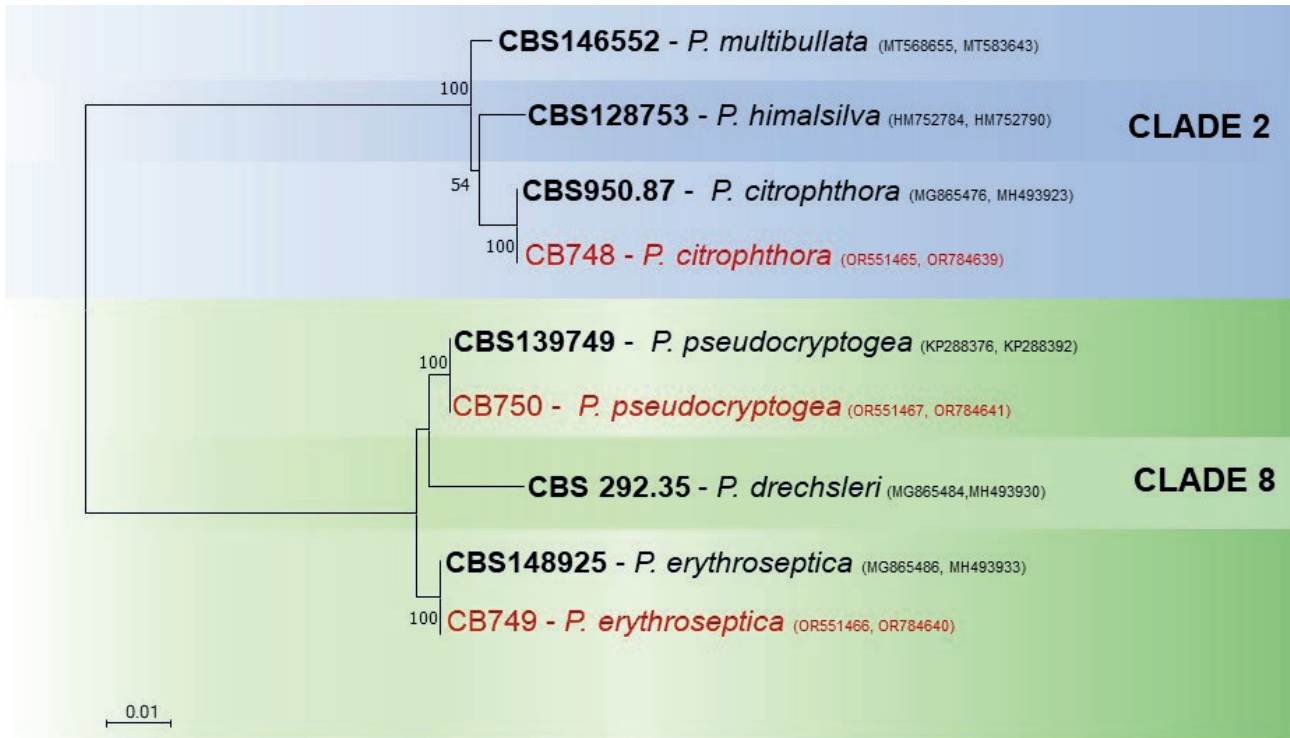 CBS146552 - P. multibullata (MT568655, MT583643)
100
CBS128753 - P. himalsilva (HM752784, HM752790)
CLADE 2
54
CBS950.87 - P. citrophthora (MG865476, MH493923)
100
CB748 - P. citrophthora (OR551465, OR784639)
CBS139749 - P. pseudocryptogea (KP288376, KP288392)
100
CB750 - P. pseudocryptogea (OR551467, OR784641)
CBS 292.35 - P. drechsleri (MG865484,MH493930)
CLADE 8
CBS148925 - P. erythroseptica (MG865486, MH493933)
100
CB749 - P. erythroseptica (OR551466, OR784640)
0.01